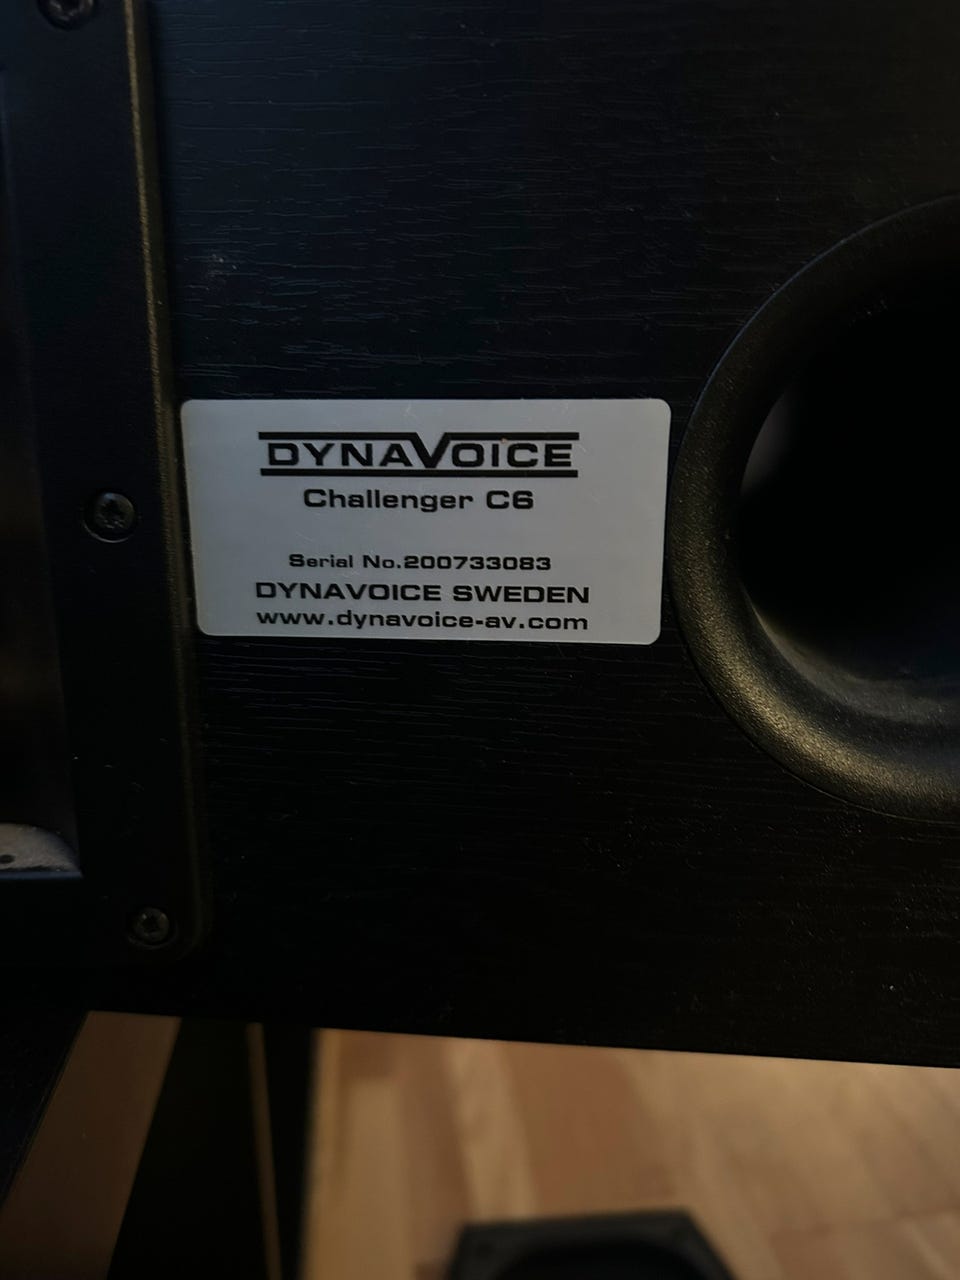 DYNAVOICE
Challenger C6
Serial No.200733083
DYNAVOICE SWEDEN
www.dynavoice-av.com